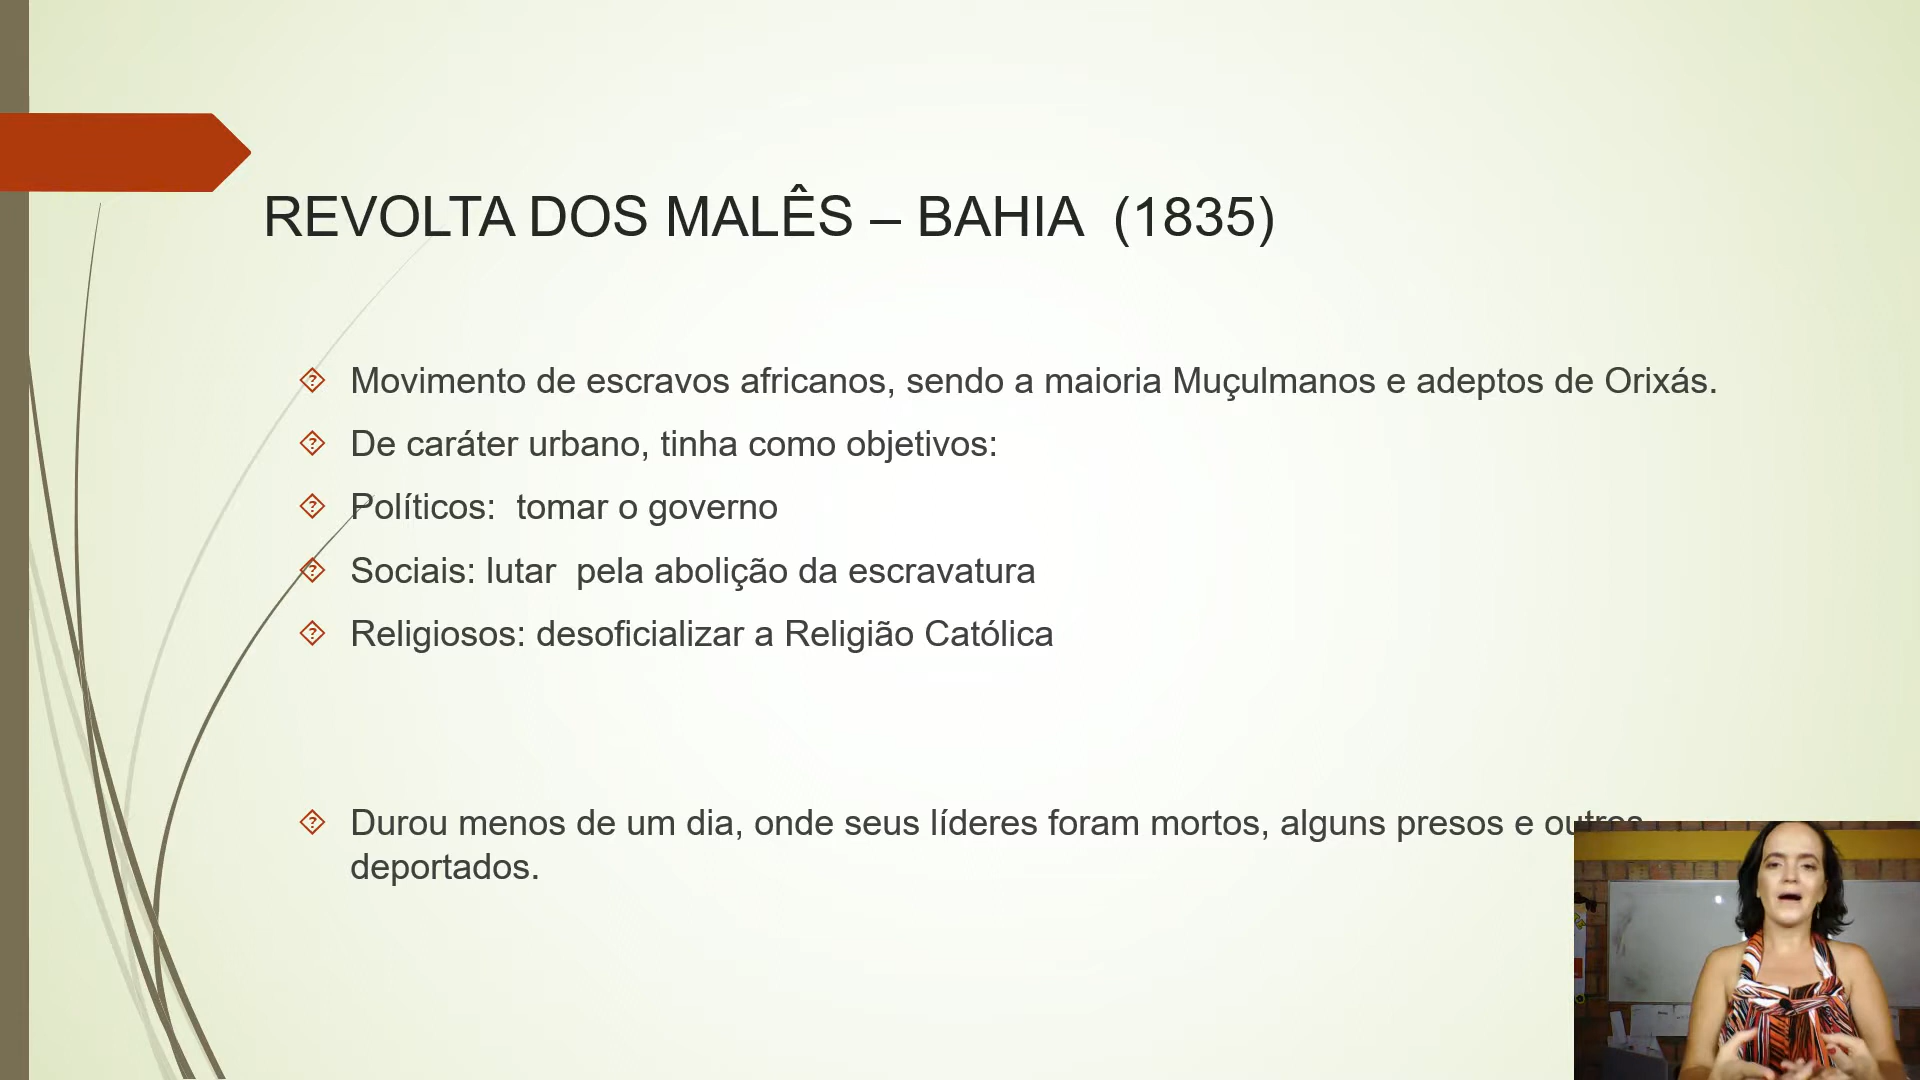 REVOLTA DOS MALÊS – BAHIA (1835)
Movimento de escravos africanos, sendo a maioria Muçulmanos e adeptos de Orixás.
De caráter urbano, tinha como objetivos:
Políticos: tomar o governo
Sociais: lutar pela abolição da escravatura
Religiosos: desoficializar a Religião Católica
Durou menos de um dia, onde seus líderes foram mortos, alguns presos e outros
deportados.